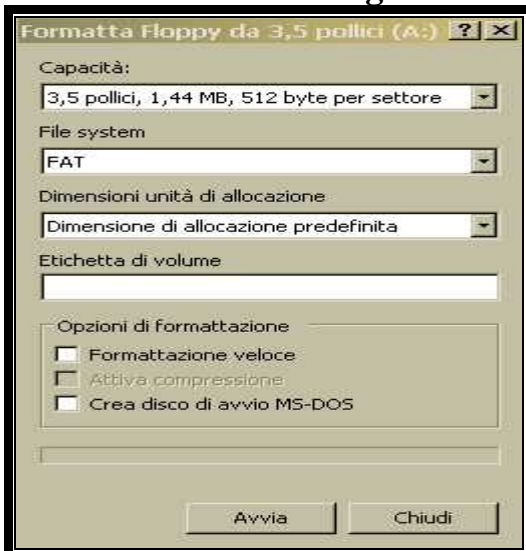 Formatta Floppy da 3,5 pollici (A:)
Capacità:
3,5 pollici, 1,44 MB, 512 byte per settore
File system
FAT
Dimensioni unità di allocazione
Dimensione di allocazione predefinita
Etichetta di volume
Opzioni di formattazione
Formattazione veloce
Attiva compressione
Crea disco di avvio MS-DOS
Avvia Chiudi